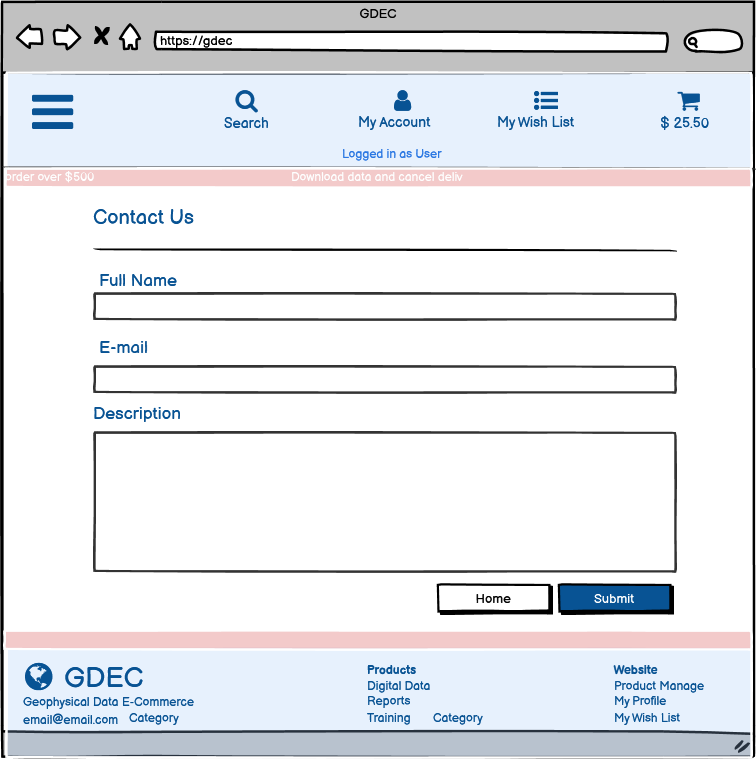 GDEC
https://gdec
Search
My Account
My Wish List
$ 25.50
Logged in as User
order over $500 Download data and cancel deliv
Contact Us
Full Name
E-mail
Description
Home Submit
GDEC
Geophysical Data E-Commerce
email@email.com Category
Products
Digital Data
Reports
Training Category
Website
Product Manage
My Profile
My Wish List